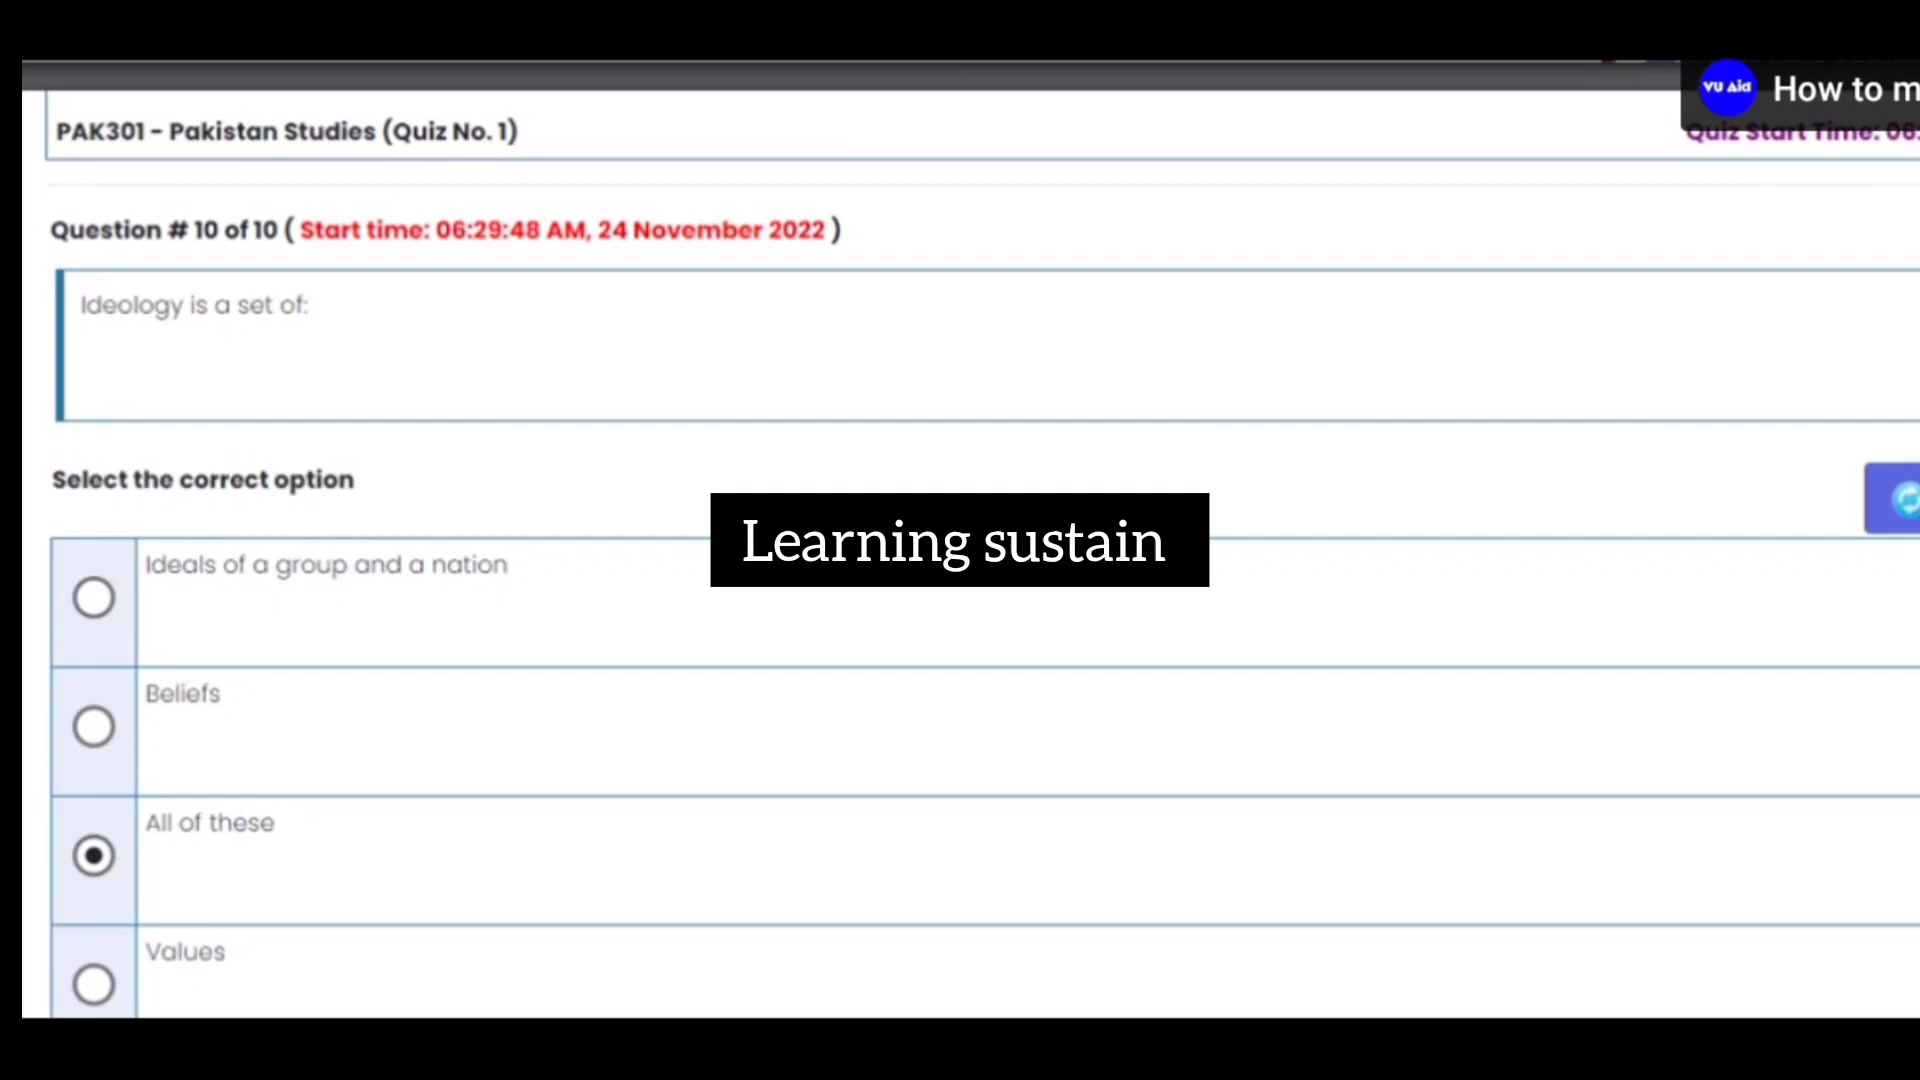 VU Aid How to m
PAK301 - Pakistan Studies (Quiz No. 1)
Quiz Start Time: 06:
Question # 10 of 10 ( Start time: 06:29:48 AM, 24 November 2022 )
Ideology is a set of:
Select the correct option
Learning sustain
Ideals of a group and a nation
Beliefs
All of these
Values